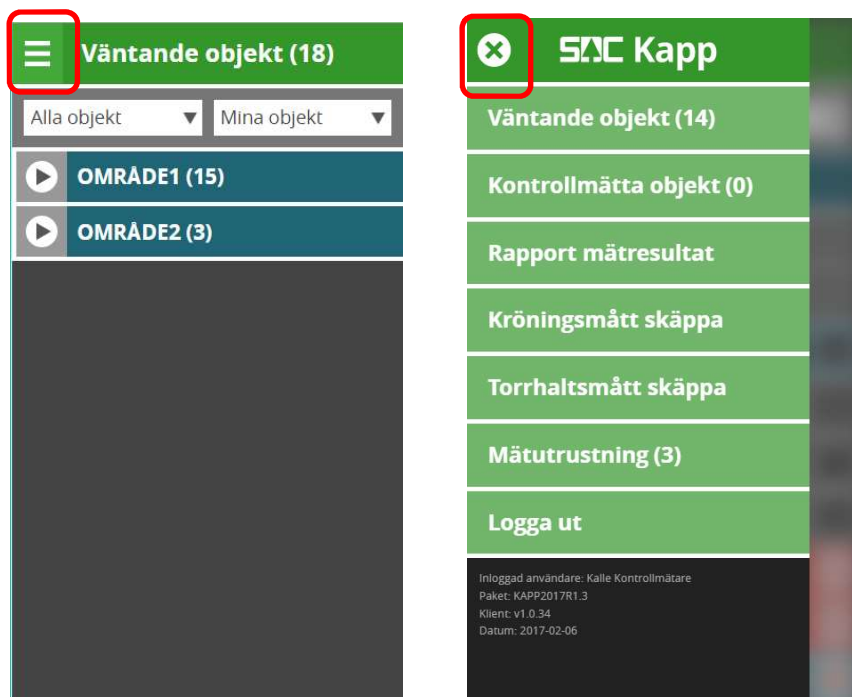 Väntande objekt (18)
Alla objekt ▼ Mina objekt ▼
OMRÅDE1 (15)
OMRÅDE2 (3)
SDC Kapp
Väntande objekt (14)
Kontrollmätta objekt (0)
Rapport mätresultat
Kröningsmått skäppa
Torrhaltsmått skäppa
Mätutrustning (3)
Logga ut
Inloggad användare: Kalle Kontrollmätare
Paket: KAPP2017R1.3
Klient: v1.0.34
Datum: 2017-02-06